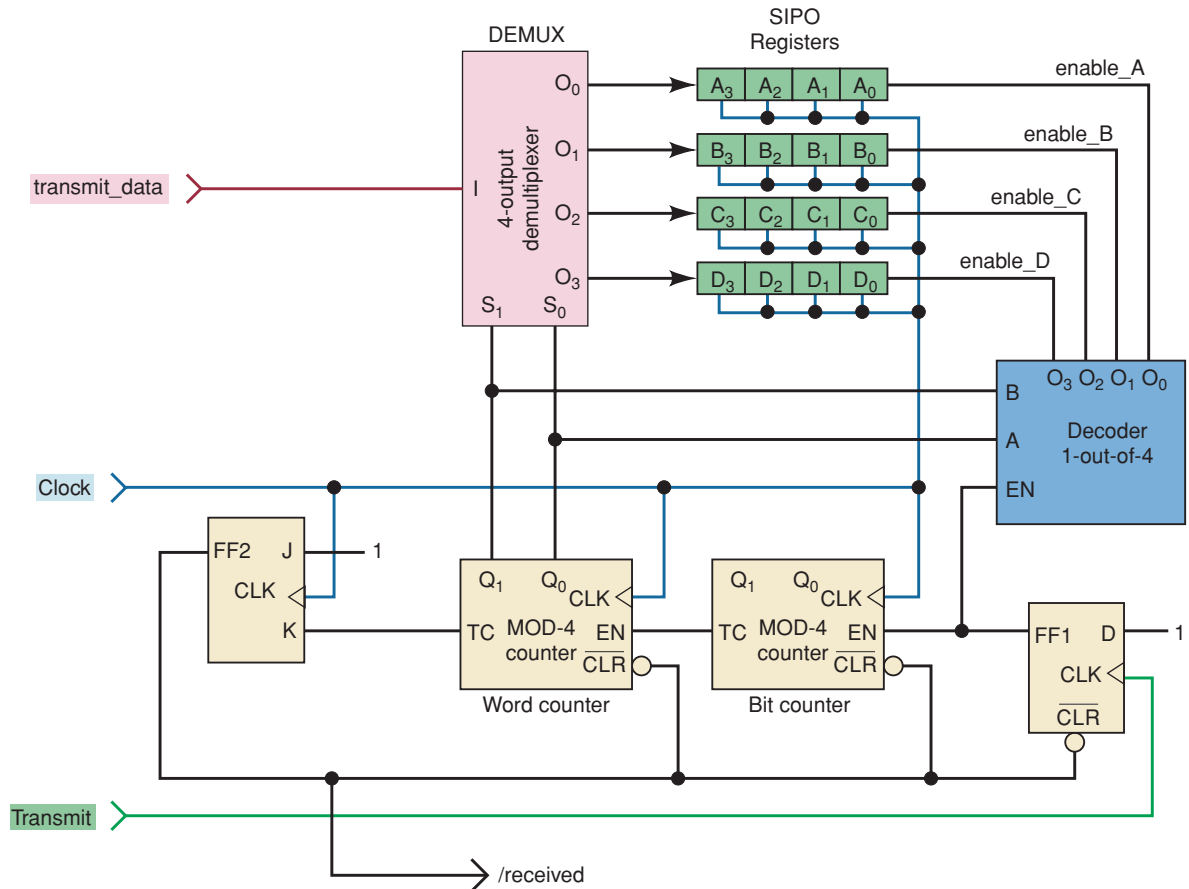 DEMUX
SIPO
Registers
O₀
O₁
O₂
O₃
I
4-output
demultiplexer
S₁ S₀
A₃ A₂ A₁ A₀
B₃ B₂ B₁ B₀
C₃ C₂ C₁ C₀
D₃ D₂ D₁ D₀
enable_A
enable_B
enable_C
enable_D
transmit_data
O₃ O₂ O₁ O₀
B
A
EN
Decoder
1-out-of-4
Clock
FF2 J 1
CLK
K
Q₁ Q₀
CLK
TC MOD-4 EN
counter C̅L̅R̅
Word counter
Q₁ Q₀
CLK
TC MOD-4 EN
counter C̅L̅R̅
Bit counter
FF1 D 1
CLK
C̅L̅R̅
Transmit
/received